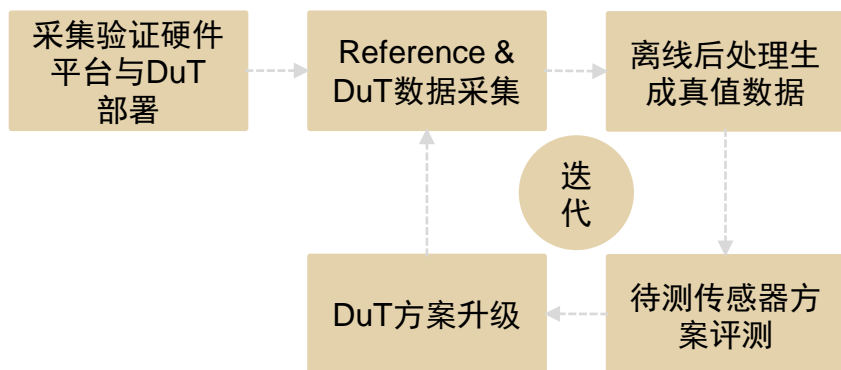 采集验证硬件
平台与DuT
部署
Reference &
DuT数据采集
离线后处理生
成真值数据
迭
代
DuT方案升级
待测传感器方
案评测